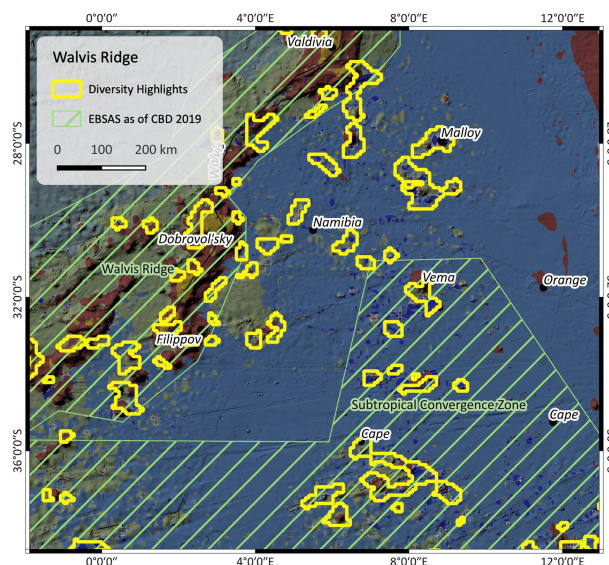 0°0'0"
4°0'0"E
8°0'0"E
12°0'0"E
Valdivia
Walvis Ridge
Diversity Highlights
EBSAS as of CBD 2019
0 100 200 km
28°0'0"S
Malloy
Namibia
Dobrovol'sky
Walvis Ridge
Vema
Orange
32°0'0"S
Filippov
Subtropical Convergence Zone
Cape
Cape
36°0'0"S
0°0'0"
4°0'0"E
8°0'0"E
12°0'0"E